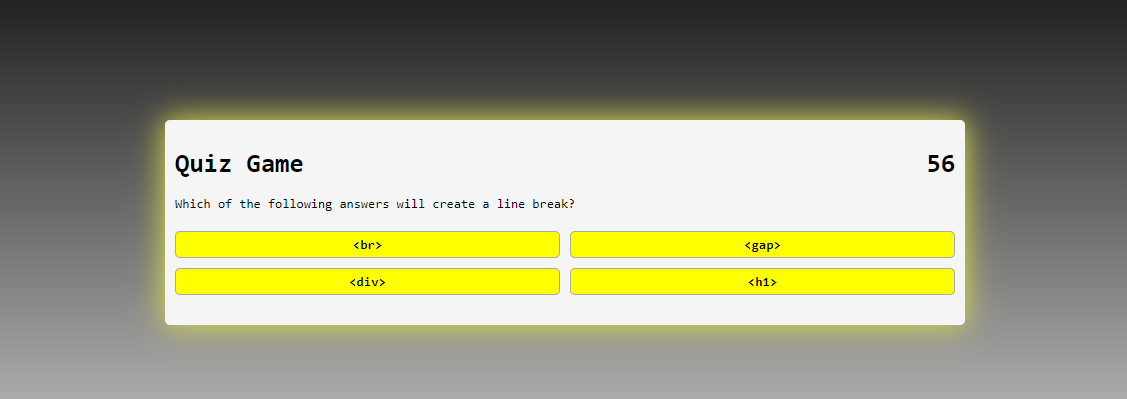 Quiz Game 56
Which of the following answers will create a line break?
<br> <gap>
<div> <h1>